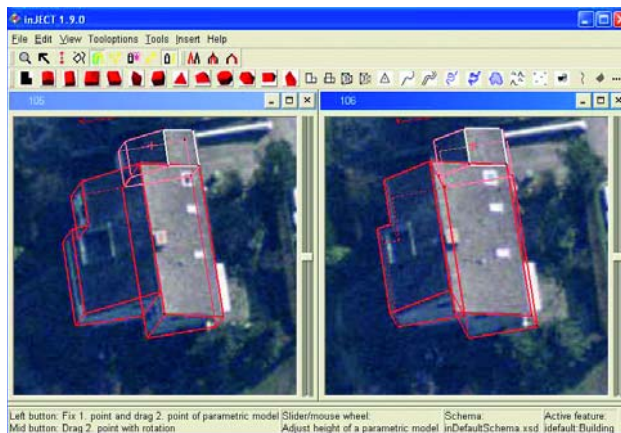 inJECT 1.9.0
File Edit View Tooloptions Tools Insert Help
105
106
Left button: Fix 1. point and drag 2. point of parametric model
Mid button: Drag 2. point with rotation
Slider/mouse wheel:
Adjust height of a parametric model
Schema:
inDefaultSchema.xsd
Active feature:
idefault:Building